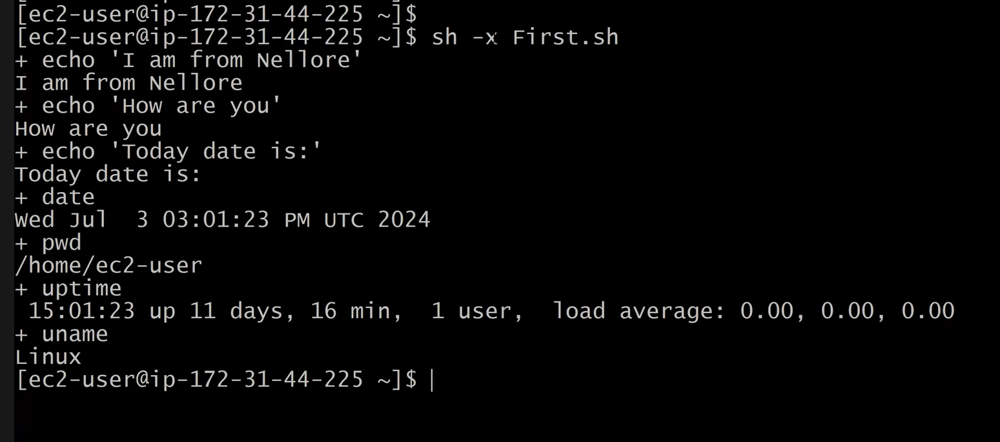 [ec2-user@ip-172-31-44-225 ~]$
[ec2-user@ip-172-31-44-225 ~]$ sh -x First.sh
+ echo 'I am from Nellore'
I am from Nellore
+ echo 'How are you'
How are you
+ echo 'Today date is:'
Today date is:
+ date
Wed Jul  3 03:01:23 PM UTC 2024
+ pwd
/home/ec2-user
+ uptime
 15:01:23 up 11 days, 16 min,  1 user,  load average: 0.00, 0.00, 0.00
+ uname
Linux
[ec2-user@ip-172-31-44-225 ~]$